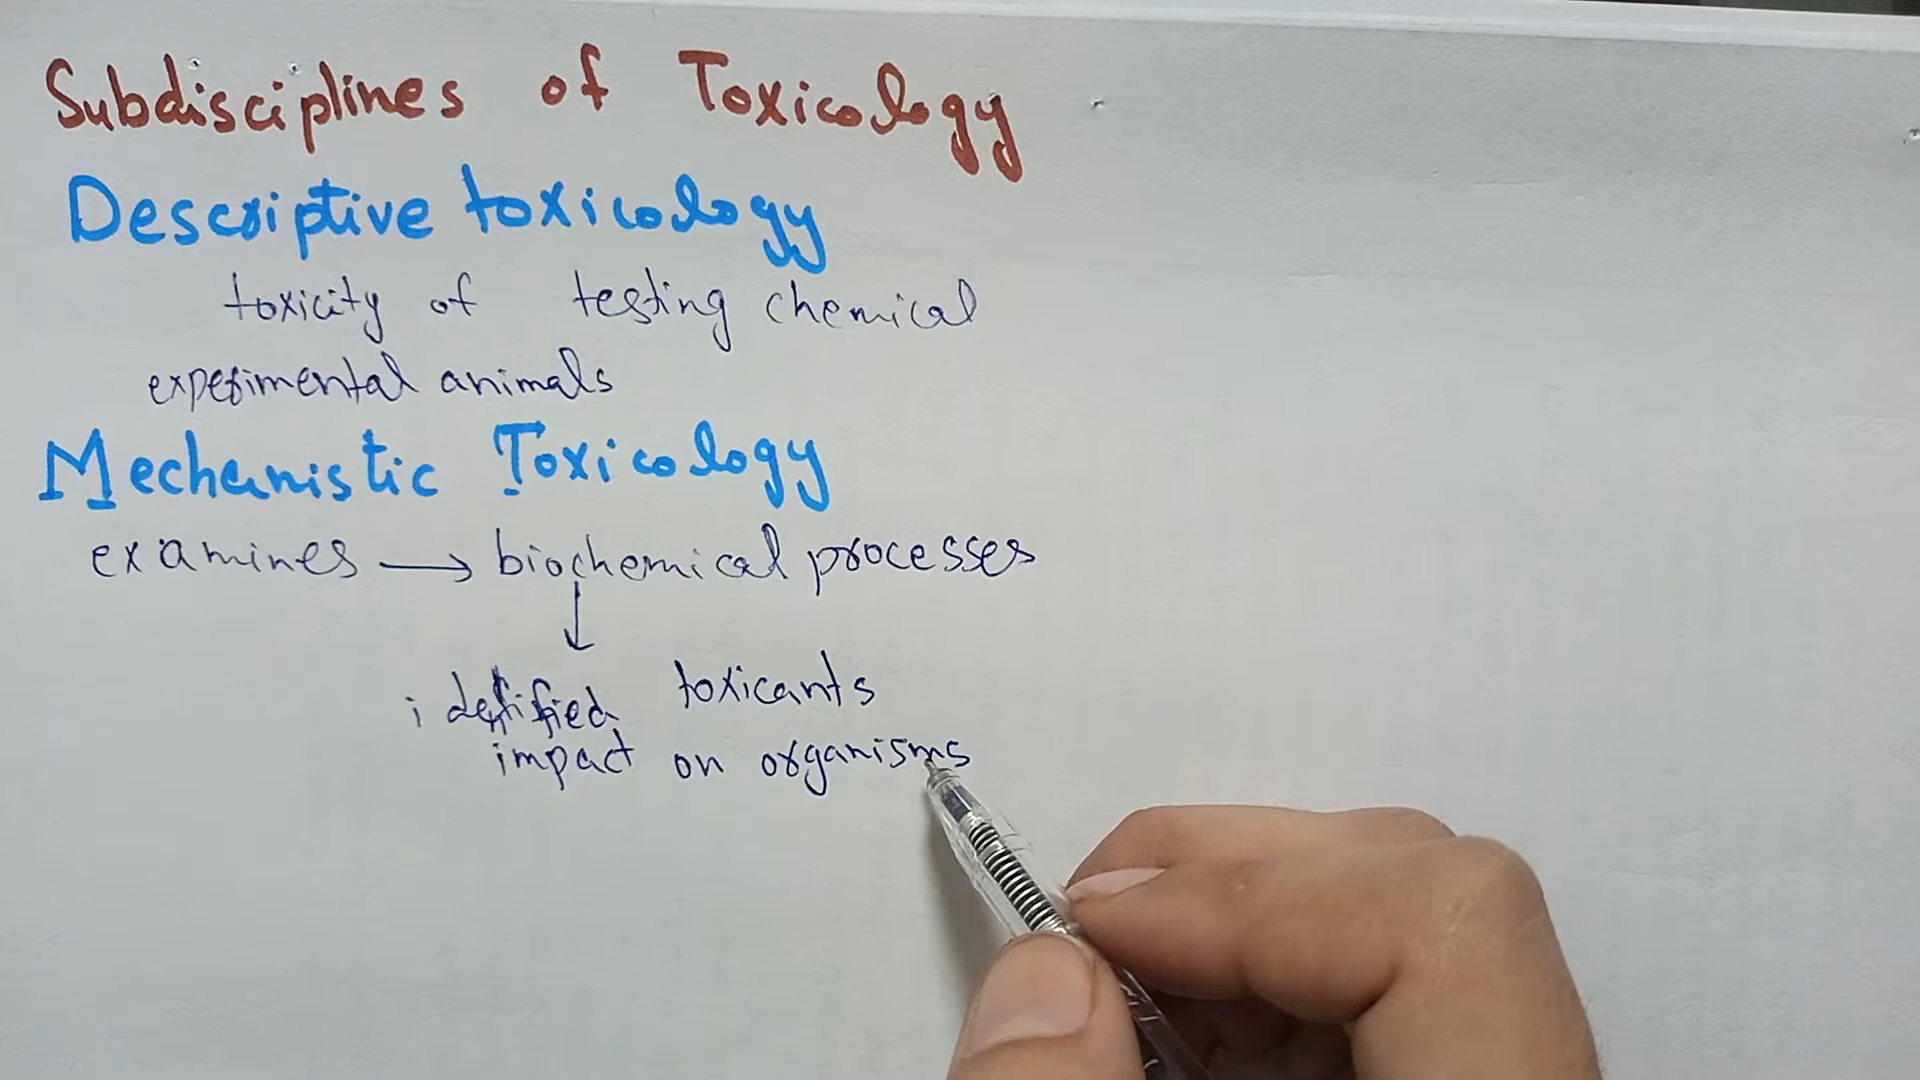 Subdisciplines of Toxicology
Descriptive toxicology
toxicity of testing chemical
experimental animals
Mechanistic Toxicology
examines → biochemical processes
↓
identified toxicants
impact on organisms